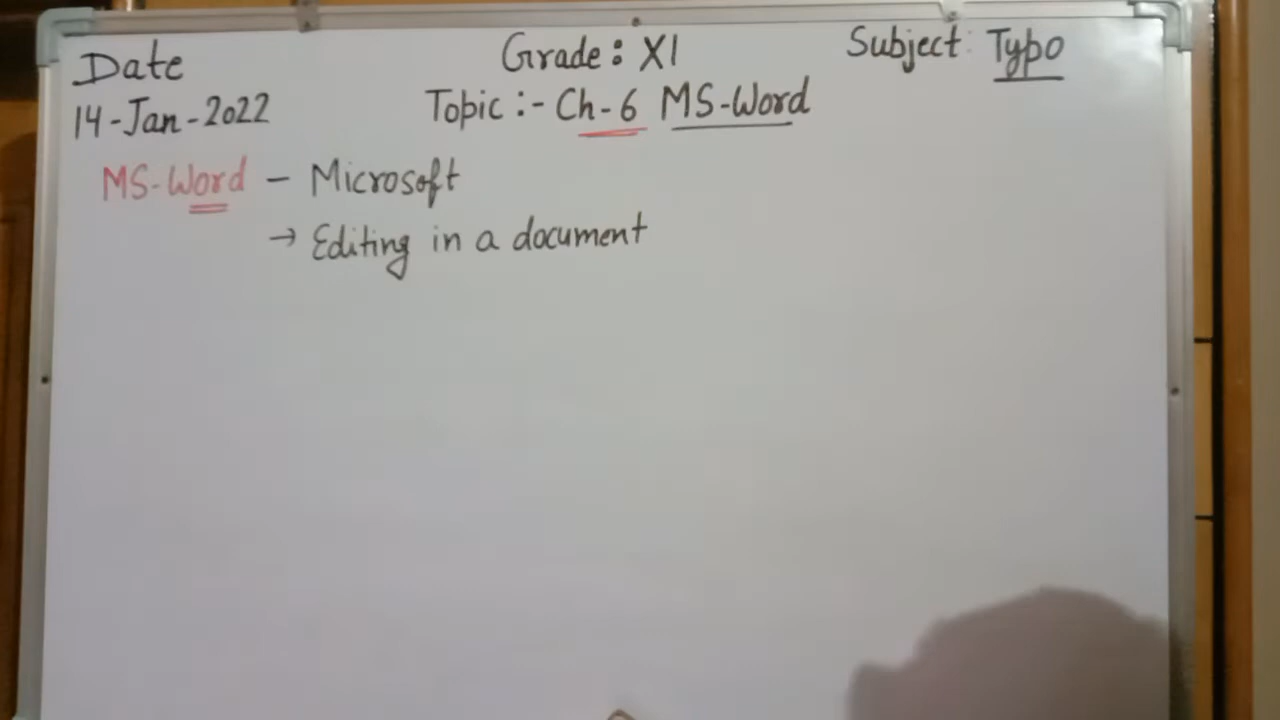 Date Grade: XI Subject: Typo
14-Jan-2022 Topic:- Ch-6 MS-Word
MS-Word - Microsoft
→ Editing in a document